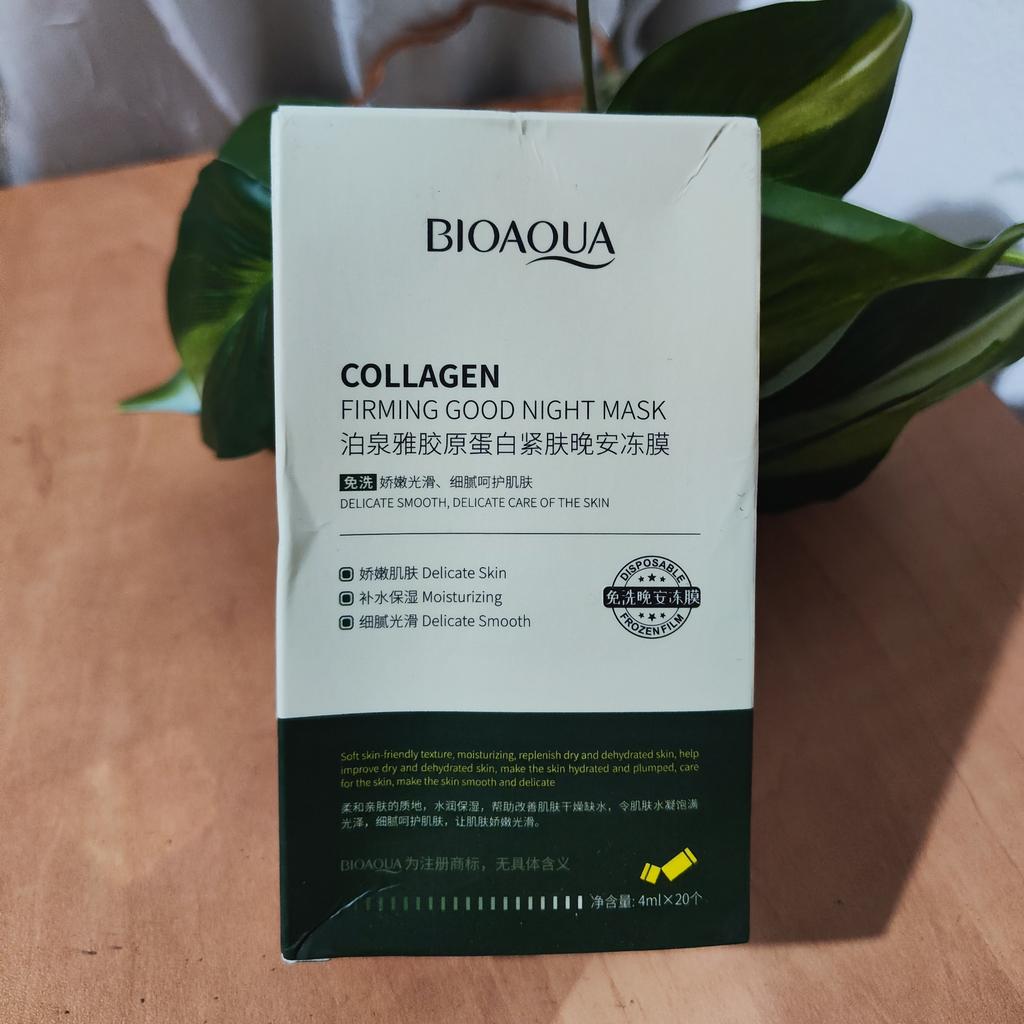 BIOAQUA
COLLAGEN
FIRMING GOOD NIGHT MASK
泊泉雅胶原蛋白紧肤晚安冻膜
免洗 娇嫩光滑、细腻呵护肌肤
DELICATE SMOOTH, DELICATE CARE OF THE SKIN
娇嫩肌肤 Delicate Skin
补水保湿 Moisturizing
细腻光滑 Delicate Smooth
DISPOSABLE
免洗晚安冻膜
FROZEN FILM
Soft skin-friendly texture, moisturizing, replenish dry and dehydrated skin, help
improve dry and dehydrated skin, make the skin hydrated and plumped, care
for the skin, make the skin smooth and delicate
柔和亲肤的质地，水润保湿，帮助改善肌肤干燥缺水，令肌肤水凝饱满
光泽，细腻呵护肌肤，让肌肤娇嫩光滑。
BIOAQUA 为注册商标，无具体含义
净含量: 4ml×20个